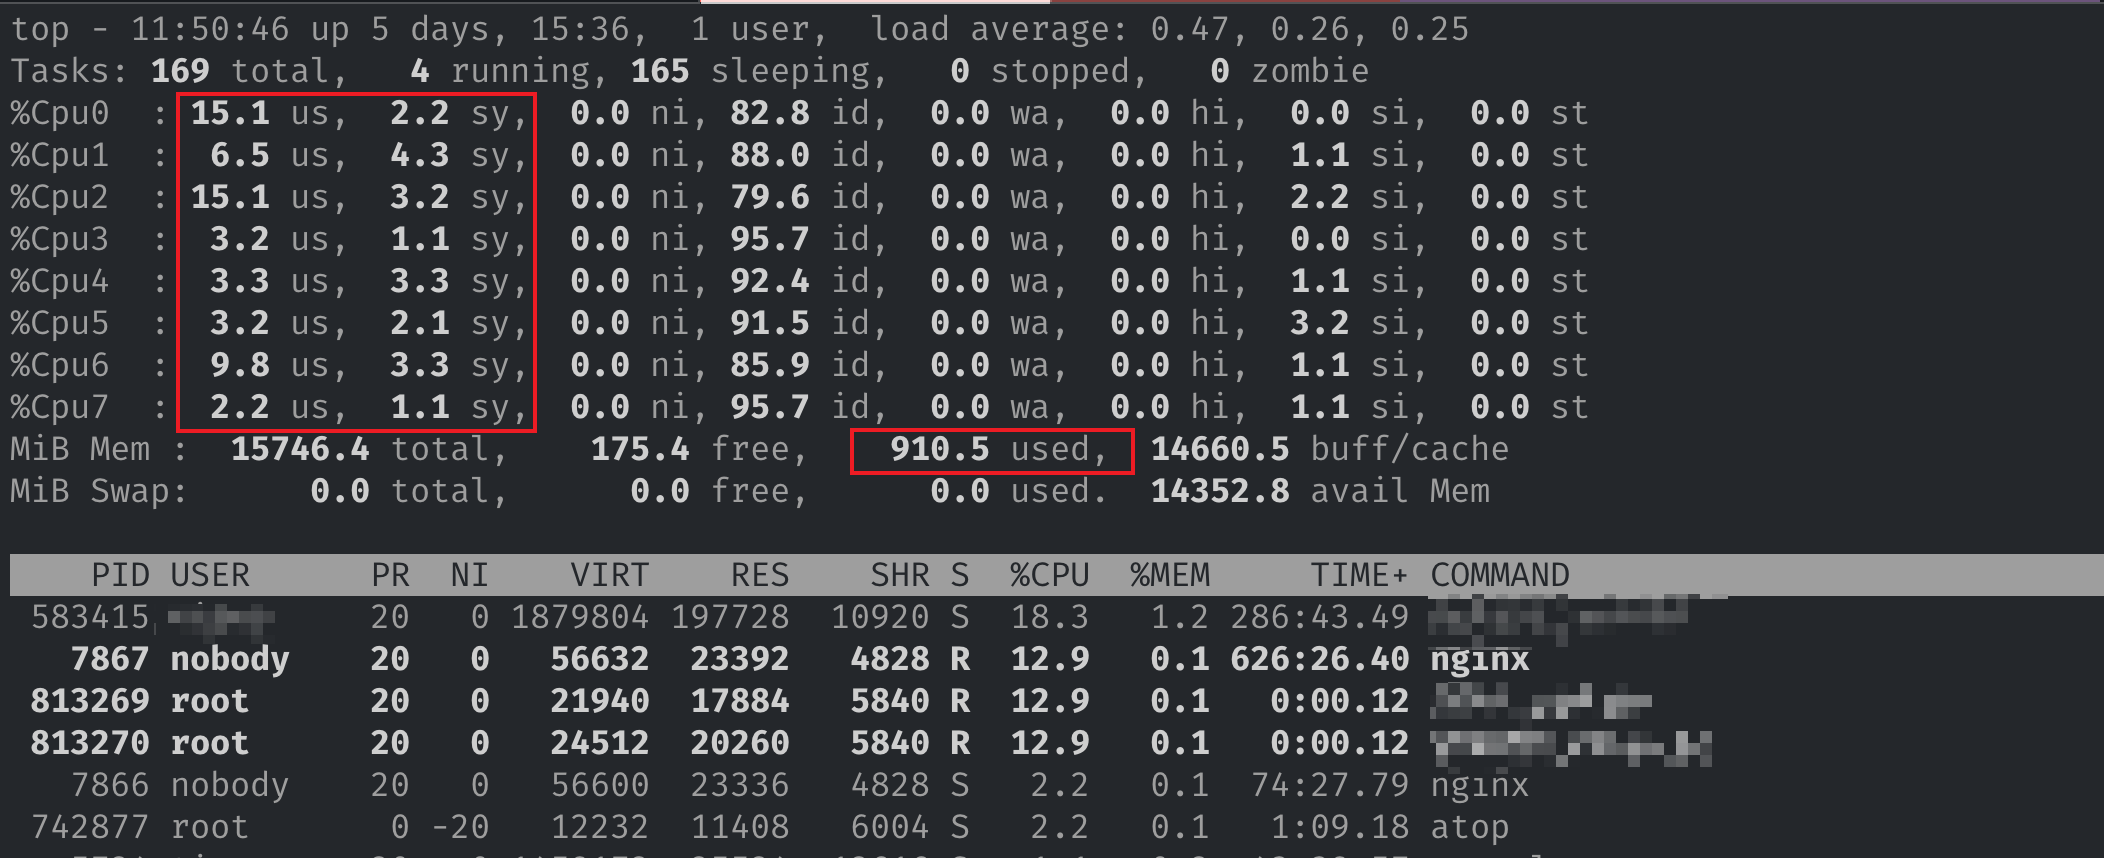 top - 11:50:46 up 5 days, 15:36,  1 user,  load average: 0.47, 0.26, 0.25
Tasks: 169 total,   4 running, 165 sleeping,   0 stopped,   0 zombie
%Cpu0  : 15.1 us,  2.2 sy,  0.0 ni, 82.8 id,  0.0 wa,  0.0 hi,  0.0 si,  0.0 st
%Cpu1  :  6.5 us,  4.3 sy,  0.0 ni, 88.0 id,  0.0 wa,  0.0 hi,  1.1 si,  0.0 st
%Cpu2  : 15.1 us,  3.2 sy,  0.0 ni, 79.6 id,  0.0 wa,  0.0 hi,  2.2 si,  0.0 st
%Cpu3  :  3.2 us,  1.1 sy,  0.0 ni, 95.7 id,  0.0 wa,  0.0 hi,  0.0 si,  0.0 st
%Cpu4  :  3.3 us,  3.3 sy,  0.0 ni, 92.4 id,  0.0 wa,  0.0 hi,  1.1 si,  0.0 st
%Cpu5  :  3.2 us,  2.1 sy,  0.0 ni, 91.5 id,  0.0 wa,  0.0 hi,  3.2 si,  0.0 st
%Cpu6  :  9.8 us,  3.3 sy,  0.0 ni, 85.9 id,  0.0 wa,  0.0 hi,  1.1 si,  0.0 st
%Cpu7  :  2.2 us,  1.1 sy,  0.0 ni, 95.7 id,  0.0 wa,  0.0 hi,  1.1 si,  0.0 st
MiB Mem :  15746.4 total,    175.4 free,    910.5 used,  14660.5 buff/cache
MiB Swap:      0.0 total,      0.0 free,      0.0 used.  14352.8 avail Mem
PID USER      PR  NI    VIRT    RES    SHR S  %CPU  %MEM     TIME+ COMMAND
583415           20   0 1879804 197728  10920 S  18.3   1.2 286:43.49
7867 nobody    20   0   56632  23392   4828 R  12.9   0.1 626:26.40 nginx
813269 root      20   0   21940  17884   5840 R  12.9   0.1   0:00.12
813270 root      20   0   24512  20260   5840 R  12.9   0.1   0:00.12
7866 nobody    20   0   56600  23336   4828 S   2.2   0.1  74:27.79 nginx
742877 root       0 -20   12232  11408   6004 S   2.2   0.1   1:09.18 atop